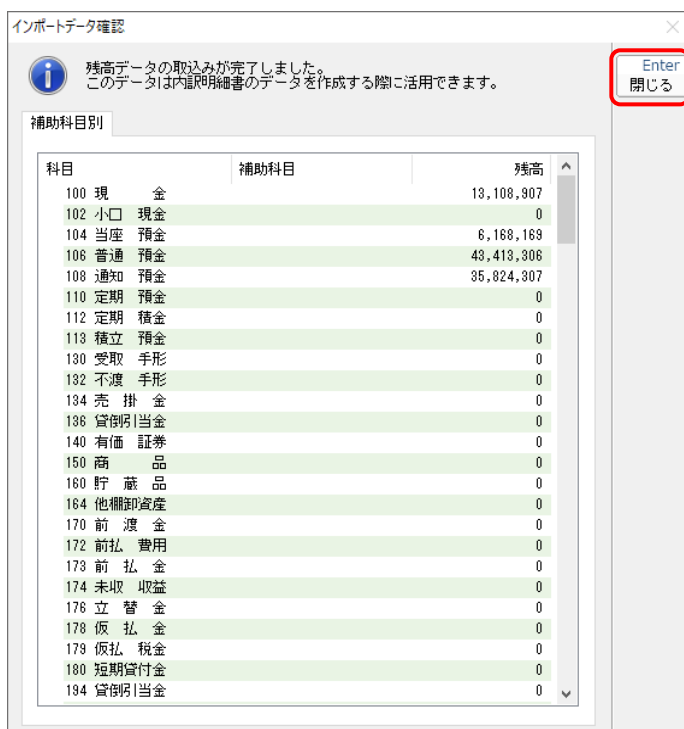 インポートデータ確認
残高データの取込みが完了しました。
このデータは内訳明細書のデータを作成する際に活用できます。
Enter
閉じる
補助科目別
科目 補助科目 残高
100 現　　金 13,108,907
102 小口　現金 0
104 当座　預金 6,168,169
106 普通　預金 43,413,306
108 通知　預金 35,824,307
110 定期　預金 0
112 定期　積金 0
113 積立　預金 0
130 受取　手形 0
132 不渡　手形 0
134 売　掛　金 0
136 貸倒引当金 0
140 有価　証券 0
150 商　　品 0
160 貯　蔵　品 0
164 他棚卸資産 0
170 前　渡　金 0
172 前払　費用 0
173 前　払　金 0
174 未収　収益 0
176 立　替　金 0
178 仮　払　金 0
179 仮払　税金 0
180 短期貸付金 0
194 貸倒引当金 0